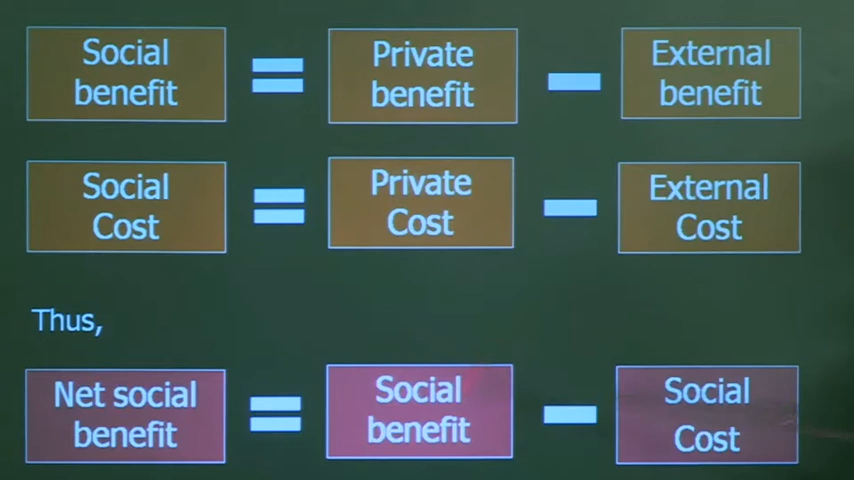 Social
benefit
=
Private
benefit
-
External
benefit
Social
Cost
=
Private
Cost
-
External
Cost
Thus,
Net social
benefit
=
Social
benefit
-
Social
Cost